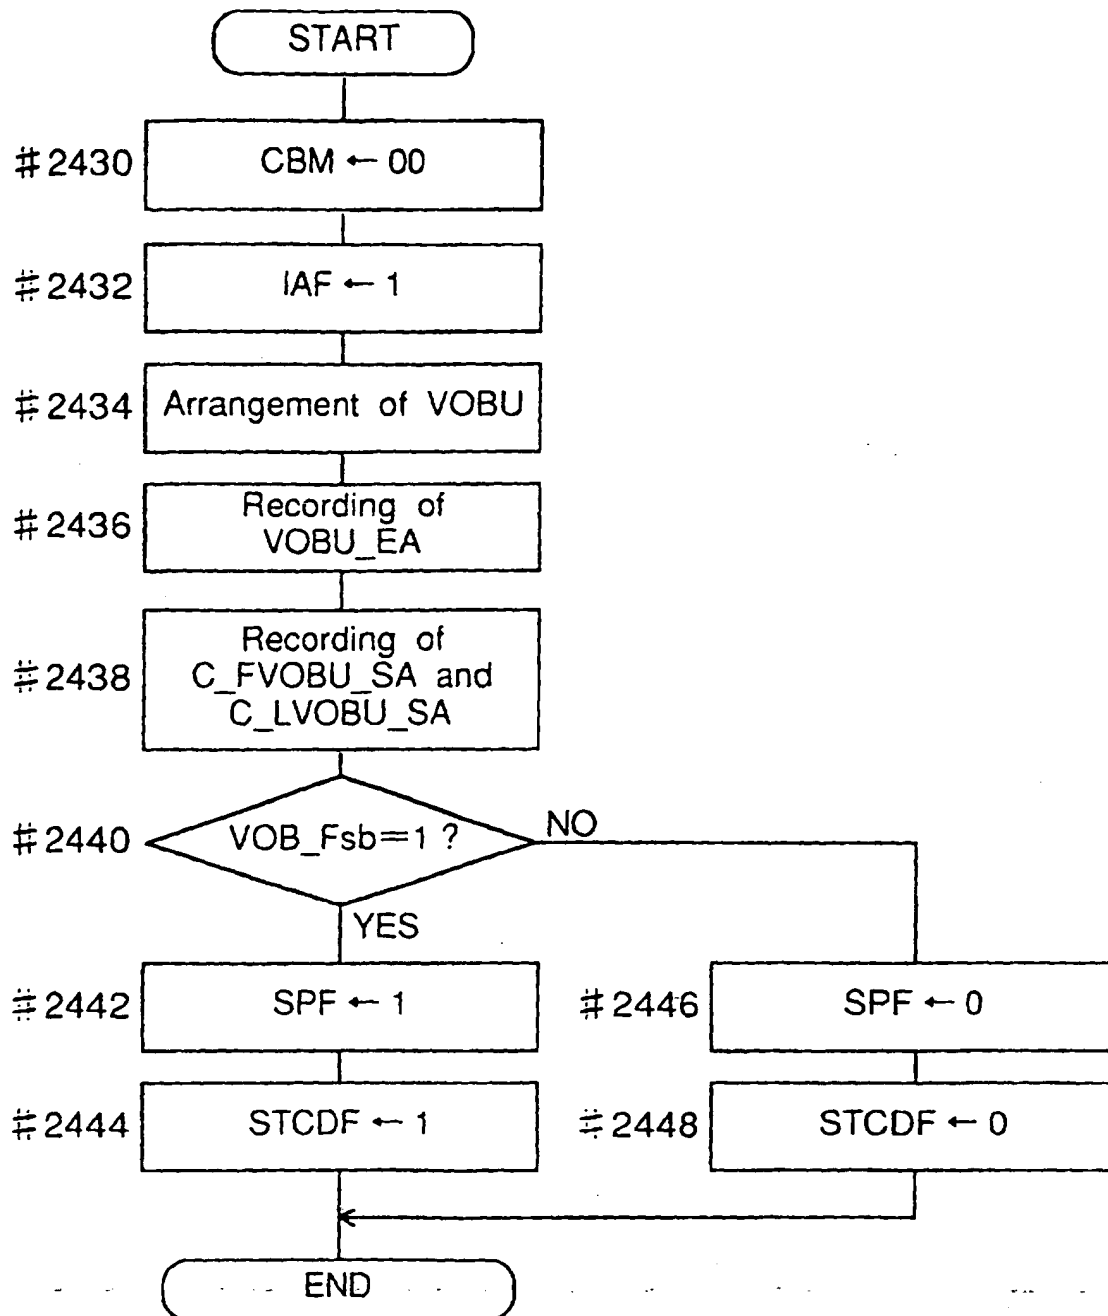 START
#2430
CBM ← 00
#2432
IAF ← 1
#2434
Arrangement of VOBU
#2436
Recording of
VOBU_EA
#2438
Recording of
C_FVOBU_SA and
C_LVOBU_SA
#2440
VOB_Fsb=1 ?
NO
YES
#2442
SPF ← 1
#2446
SPF ← 0
#2444
STCDF ← 1
#2448
STCDF ← 0
END